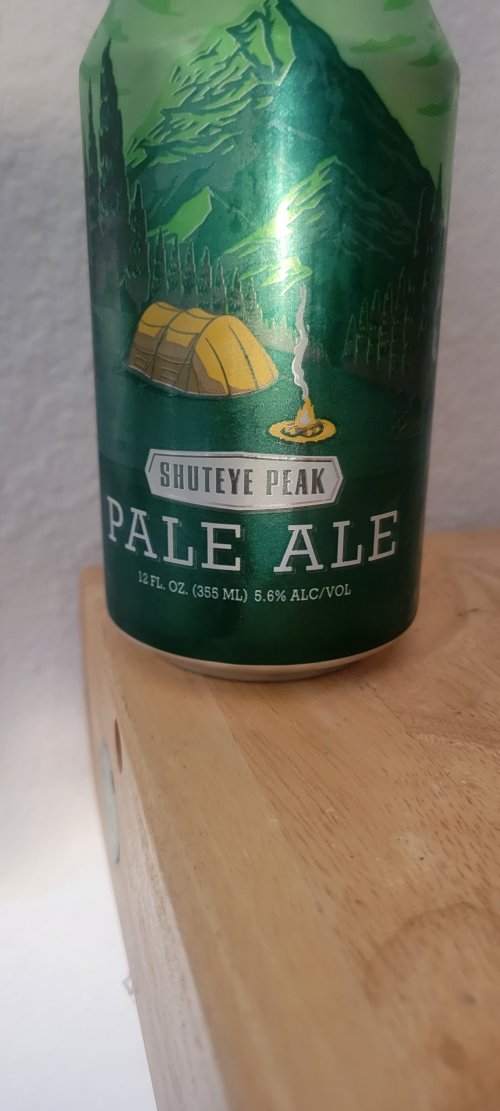 SHUTEYE PEAK
PALE ALE
12 FL. OZ. (355 ML) 5.6% ALC/VOL